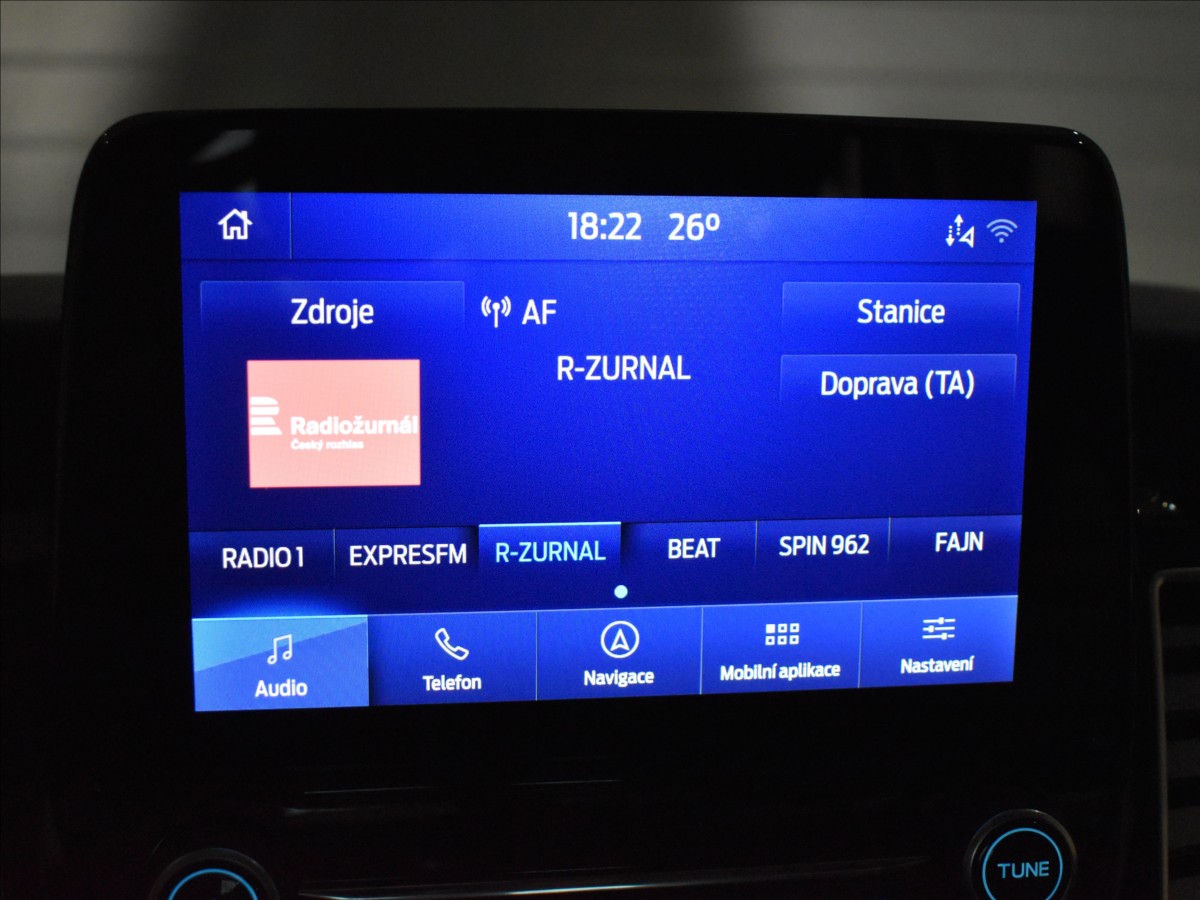 18:22 26º
Zdroje
AF
Stanice
R-ZURNAL
Doprava (TA)
Radiožurnál
Český rozhlas
RADIO 1
EXPRESFM
R-ZURNAL
BEAT
SPIN 962
FAJN
Audio
Telefon
Navigace
Mobilní aplikace
Nastavení
TUNE